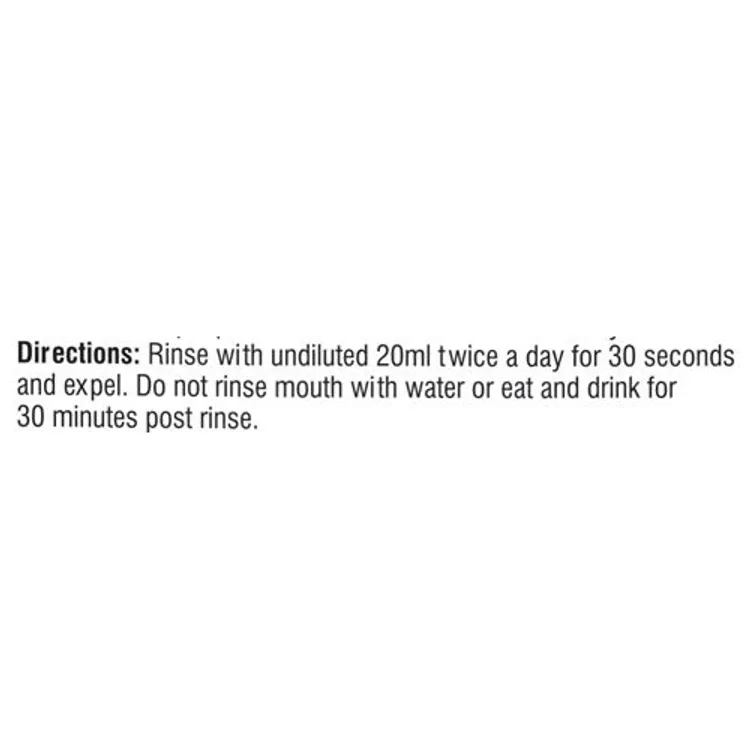 Directions: Rinse with undiluted 20ml twice a day for 30 seconds
and expel. Do not rinse mouth with water or eat and drink for
30 minutes post rinse.